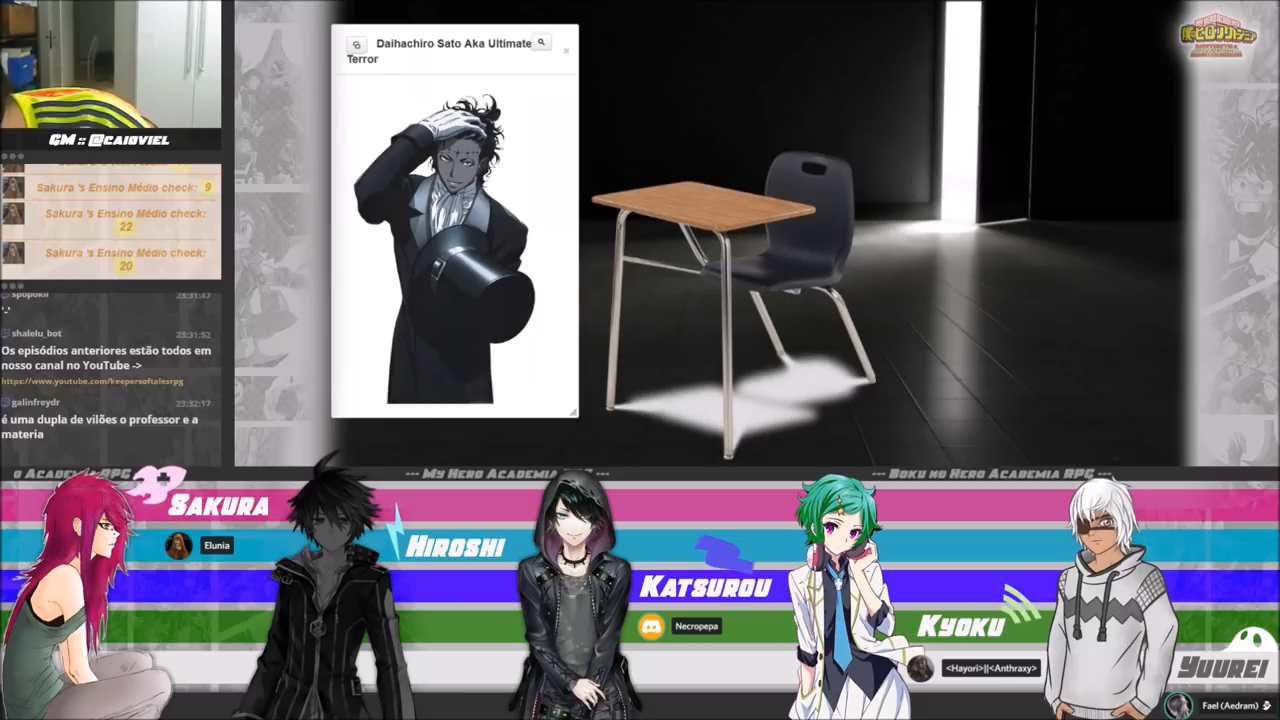 GM :: @CAIOVIEL
Sakura 's Ensino Médio check: 9
Sakura 's Ensino Médio check:
22
Sakura 's Ensino Médio check:
20
23:31:47
shalelu_bot 23:31:52
Os episódios anteriores estão todos em
nosso canal no YouTube ->
https://www.youtube.com/keepersoftalesrpg
galinfreydr 23:32:17
é uma dupla de vilões o professor e a
materia
Daihachiro Sato Aka Ultimate
Terror
O ACADEMIA RPG --- MY HERO ACADEMIA --- BOKU NO HERO ACADEMIA RPG ---
SAKURA
Elunia
HIROSHI
KATSUROU
Necropepa
KYOKU
<Hayori>||<Anthraxy>
YUUREI
Fael (Aedram)